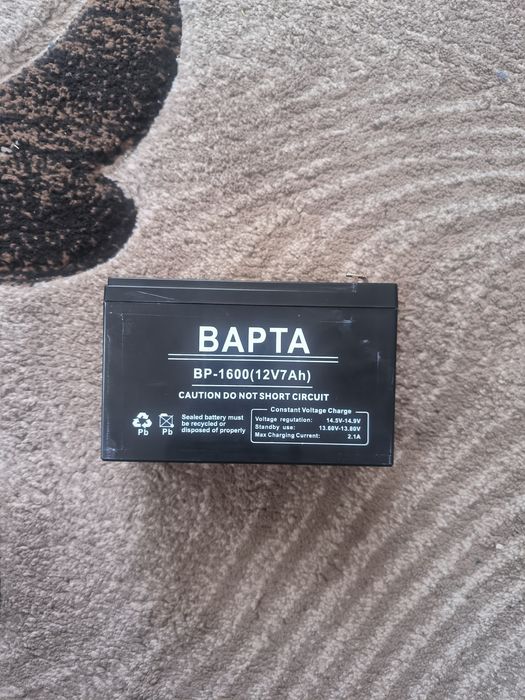 BAPTA
BP-1600(12V7Ah)
CAUTION DO NOT SHORT CIRCUIT
Constant Voltage Charge
Sealed battery must
be recycled or
disposed of properly
Pb
Pb
Voltage regutation: 14.5V-14.9V
Standby use: 13.60V-13.80V
Max Charging Current: 2.1A